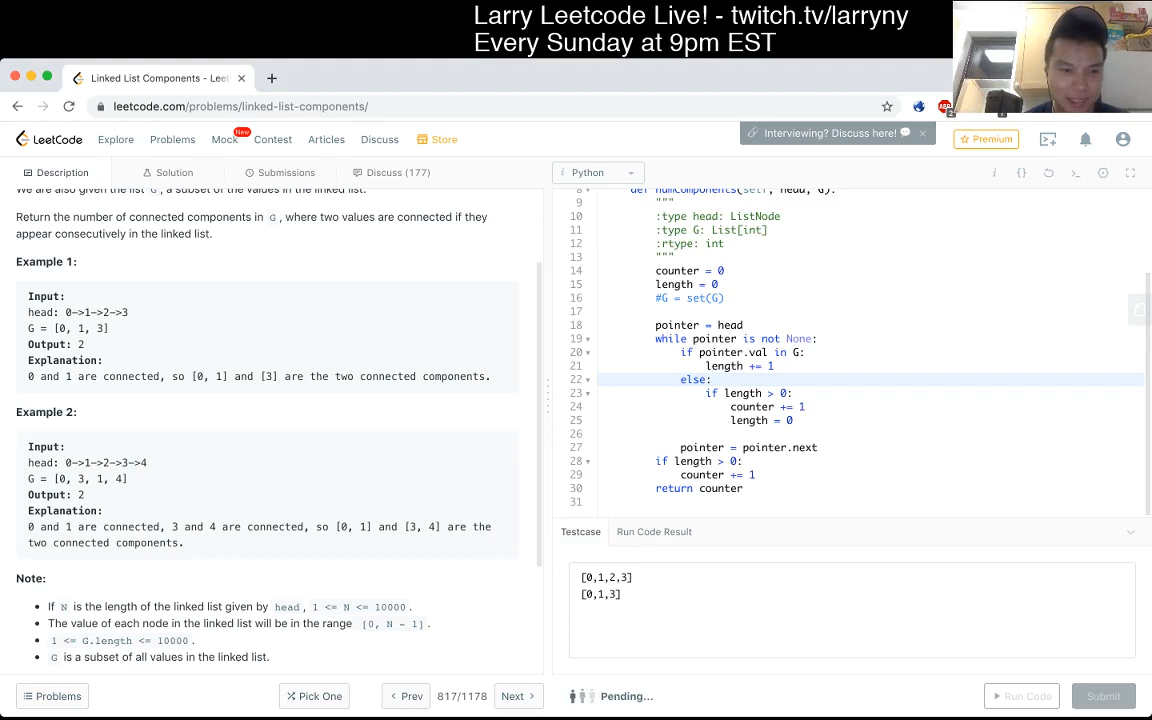 Larry Leetcode Live! - twitch.tv/larryny
Every Sunday at 9pm EST
Linked List Components - Leet
leetcode.com/problems/linked-list-components/
LeetCode
Explore
Problems
Mock
New
Contest
Articles
Discuss
Store
Interviewing? Discuss here!
Premium
Description
Solution
Submissions
Discuss (177)
i Python
We are also given the list G, a subset of the values in the linked list.
Return the number of connected components in G, where two values are connected if they
appear consecutively in the linked list.
Example 1:
Input:
head: 0->1->2->3
G = [0, 1, 3]
Output: 2
Explanation:
0 and 1 are connected, so [0, 1] and [3] are the two connected components.
Example 2:
Input:
head: 0->1->2->3->4
G = [0, 3, 1, 4]
Output: 2
Explanation:
0 and 1 are connected, 3 and 4 are connected, so [0, 1] and [3, 4] are the
two connected components.
Note:
If N is the length of the linked list given by head, 1 <= N <= 10000.
The value of each node in the linked list will be in the range [0, N - 1].
1 <= G.length <= 10000.
G is a subset of all values in the linked list.
8 def numComponents(self, head, G):
9 """
10 :type head: ListNode
11 :type G: List[int]
12 :rtype: int
13 """
14 counter = 0
15 length = 0
16 #G = set(G)
17
18 pointer = head
19 while pointer is not None:
20 if pointer.val in G:
21 length += 1
22 else:
23 if length > 0:
24 counter += 1
25 length = 0
26
27 pointer = pointer.next
28 if length > 0:
29 counter += 1
30 return counter
31
Testcase
Run Code Result
[0,1,2,3]
[0,1,3]
Problems
Pick One
Prev
817/1178
Next
Pending...
Run Code
Submit